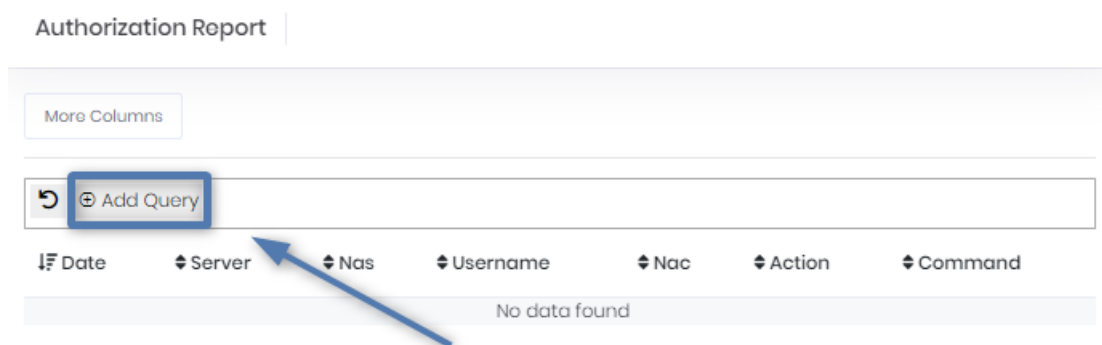 Authorization Report
More Columns
Add Query
Date Server Nas Username Nac Action Command
No data found